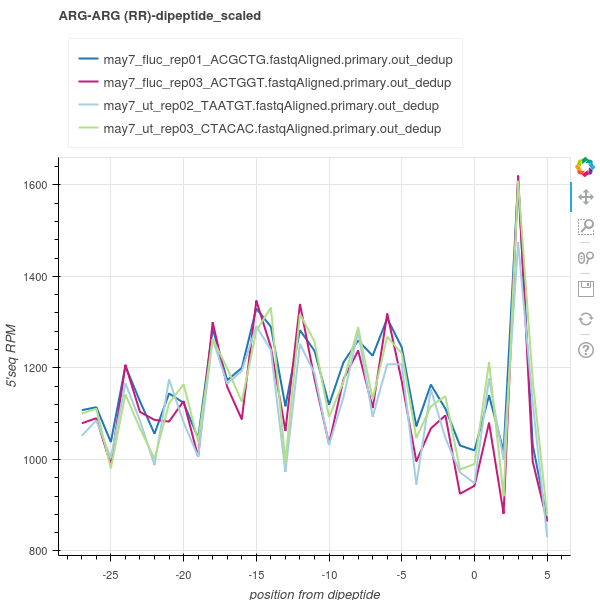 ARG-ARG (RR)-dipeptide_scaled
may7_fluc_rep01_ACGCTG.fastqAligned.primary.out_dedup
may7_fluc_rep03_ACTGGT.fastqAligned.primary.out_dedup
may7_ut_rep02_TAATGT.fastqAligned.primary.out_dedup
may7_ut_rep03_CTACAC.fastqAligned.primary.out_dedup
1600
1400
1200
1000
800
5'seq RPM
-25 -20 -15 -10 -5 0 5
position from dipeptide